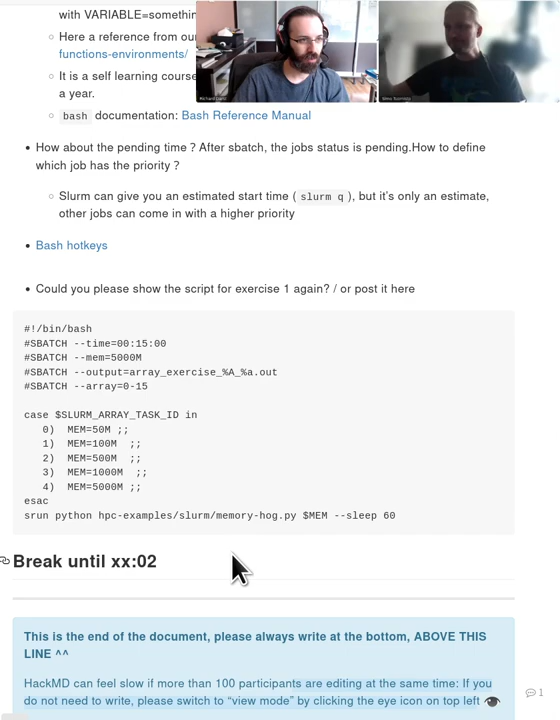 with VARIABLE=somethin
Here a reference from our
functions-environments/
It is a self learning course
a year.
bash documentation: Bash Reference Manual
How about the pending time ? After sbatch, the jobs status is pending.How to define
which job has the priority ?
Slurm can give you an estimated start time ( slurm q ), but it's only an estimate,
other jobs can come in with a higher priority
Bash hotkeys
Could you please show the script for exercise 1 again? / or post it here
#!/bin/bash
#SBATCH --time=00:15:00
#SBATCH --mem=5000M
#SBATCH --output=array_exercise_%A_%a.out
#SBATCH --array=0-15
case $SLURM_ARRAY_TASK_ID in
0) MEM=50M ;;
1) MEM=100M ;;
2) MEM=500M ;;
3) MEM=1000M ;;
4) MEM=5000M ;;
esac
srun python hpc-examples/slurm/memory-hog.py $MEM --sleep 60
Break until xx:02
This is the end of the document, please always write at the bottom, ABOVE THIS
LINE ^^
HackMD can feel slow if more than 100 participants are editing at the same time: If you
do not need to write, please switch to “view mode” by clicking the eye icon on top left
1